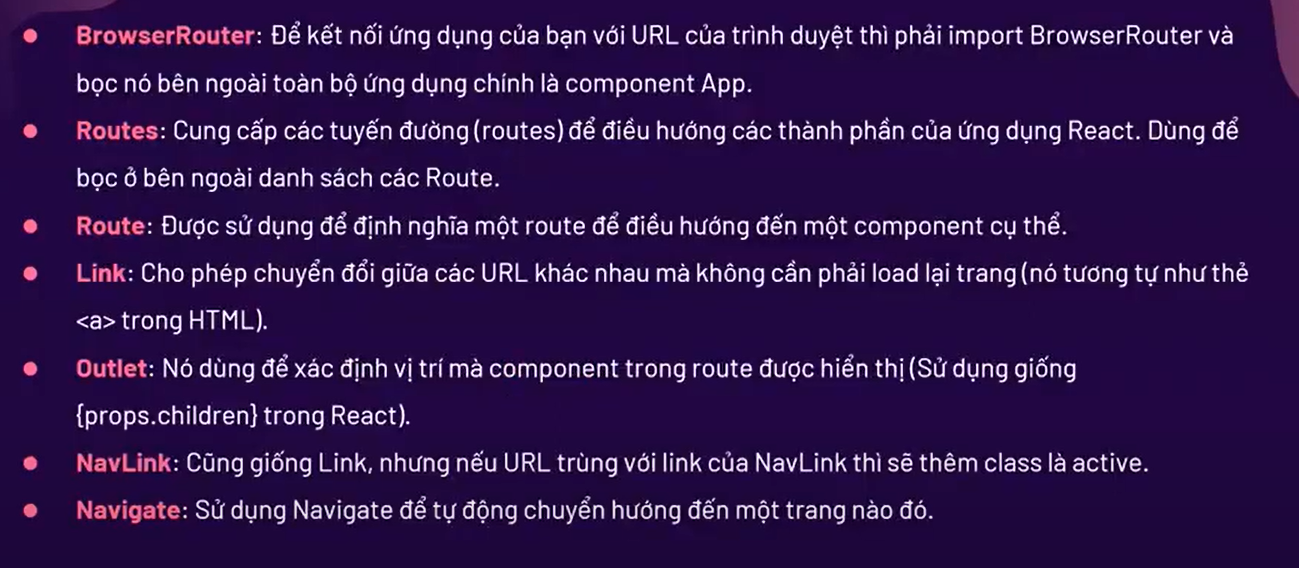 ● BrowserRouter: Để kết nối ứng dụng của bạn với URL của trình duyệt thì phải import BrowserRouter và
bọc nó bên ngoài toàn bộ ứng dụng chính là component App.
● Routes: Cung cấp các tuyến đường (routes) để điều hướng các thành phần của ứng dụng React. Dùng để
bọc ở bên ngoài danh sách các Route.
● Route: Được sử dụng để định nghĩa một route để điều hướng đến một component cụ thể.
● Link: Cho phép chuyển đổi giữa các URL khác nhau mà không cần phải load lại trang (nó tương tự như thẻ
<a> trong HTML).
● Outlet: Nó dùng để xác định vị trí mà component trong route được hiển thị (Sử dụng giống
{props.children} trong React).
● NavLink: Cũng giống Link, nhưng nếu URL trùng với link của NavLink thì sẽ thêm class là active.
● Navigate: Sử dụng Navigate để tự động chuyển hướng đến một trang nào đó.